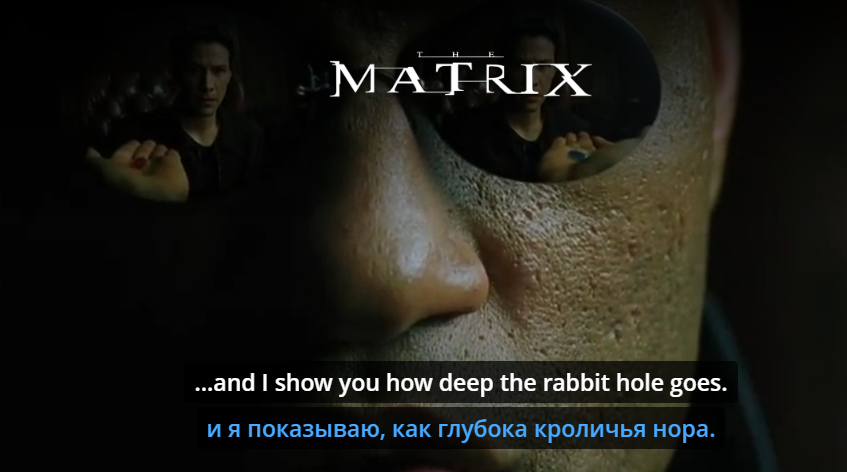 THE
MATRIX
...and I show you how deep the rabbit hole goes.
и я показываю, как глубока кроличья нора.